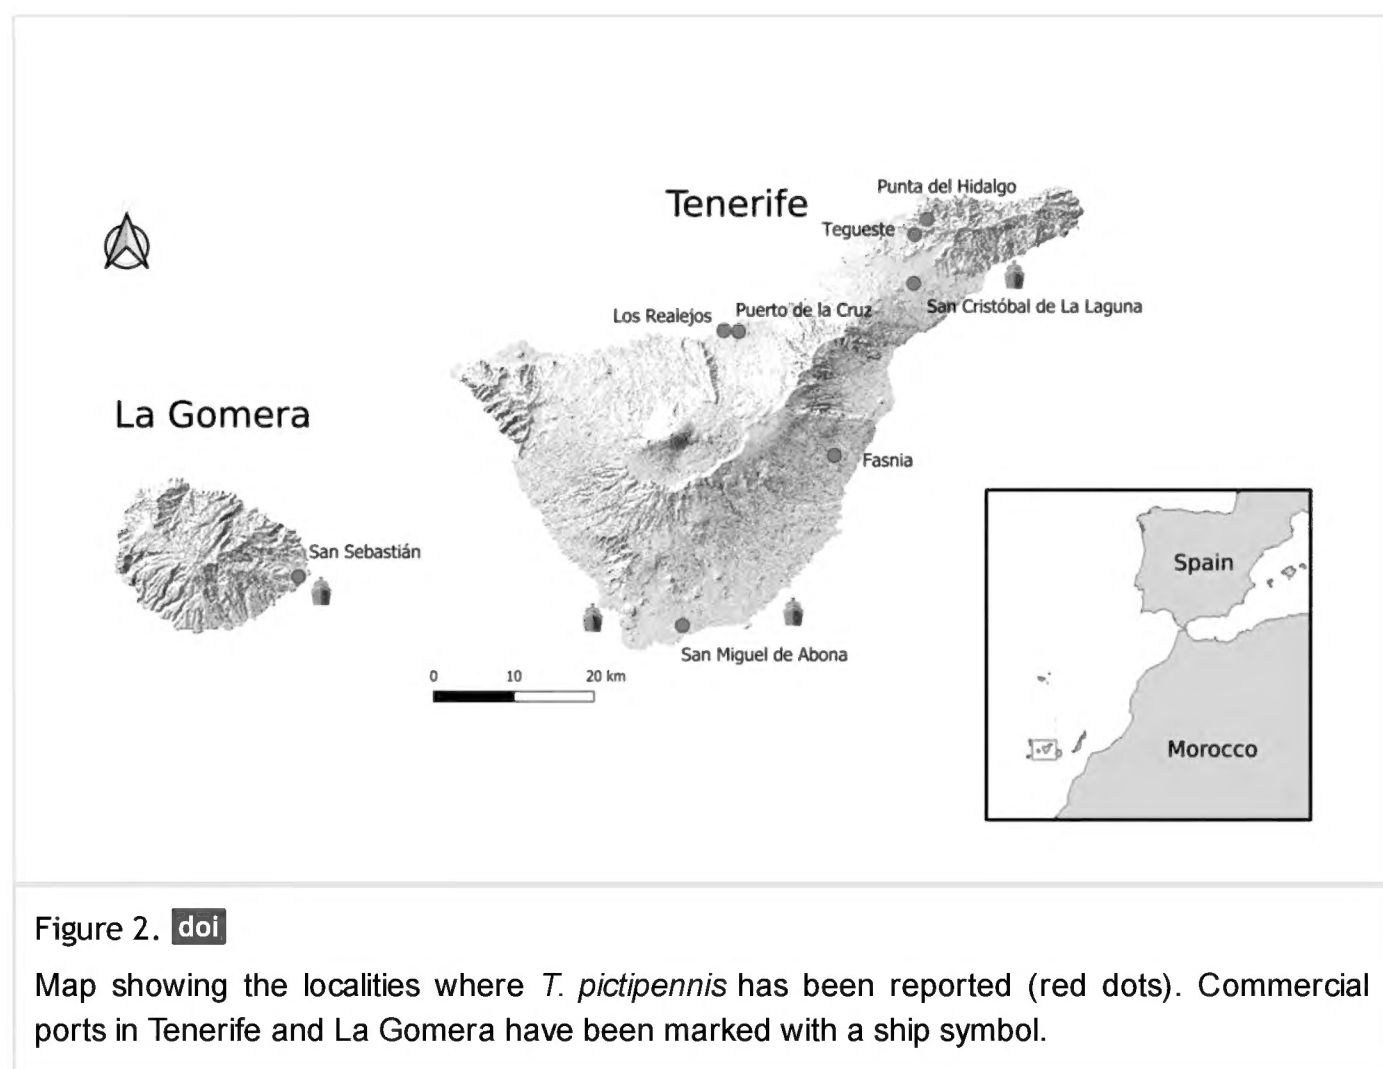 Tenerife
Punta del Hidalgo
Tegueste
San Cristóbal de La Laguna
Los Realejos
Puerto de la Cruz
La Gomera
Fasnia
San Sebastián
San Miguel de Abona
0 10 20 km
Spain
Morocco
Figure 2. doi
Map showing the localities where T. pictipennis has been reported (red dots). Commercial
ports in Tenerife and La Gomera have been marked with a ship symbol.